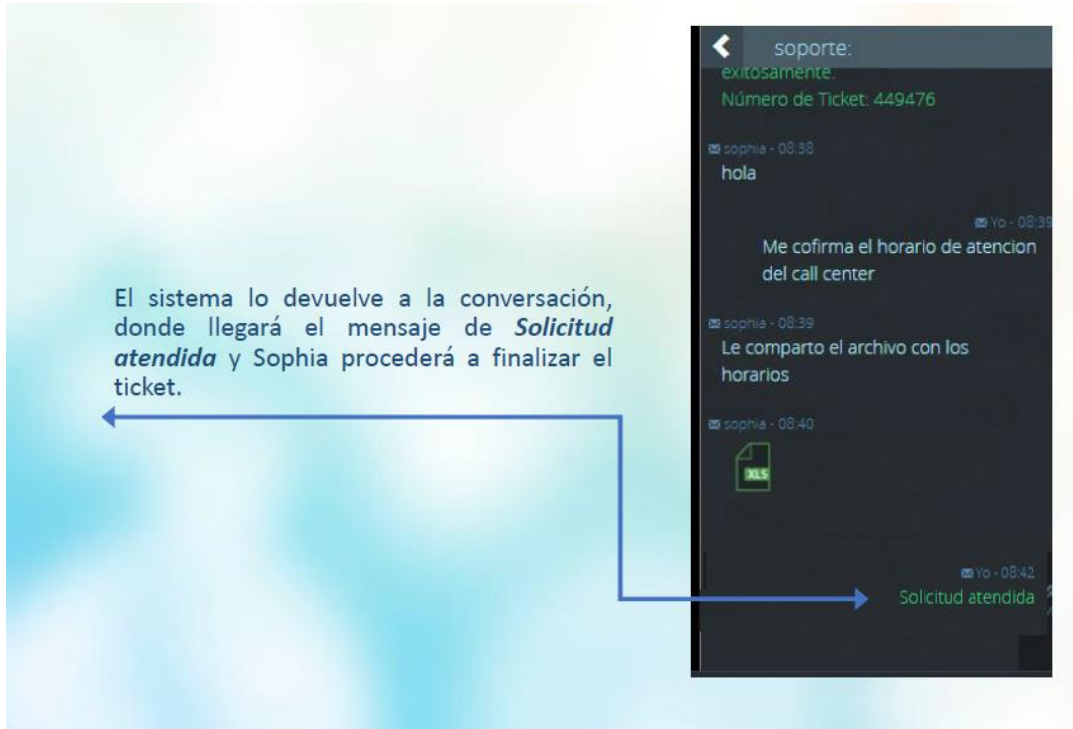 El sistema lo devuelve a la conversación,
donde llegará el mensaje de Solicitud
atendida y Sophia procederá a finalizar el
ticket.
soporte:
exitosamente.
Número de Ticket: 449476
sophia - 08:38
hola
Yo - 08:39
Me cofirma el horario de atencion
del call center
sophia - 08:39
Le comparto el archivo con los
horarios
sophia - 08:40
XLS
Yo - 08:42
Solicitud atendida